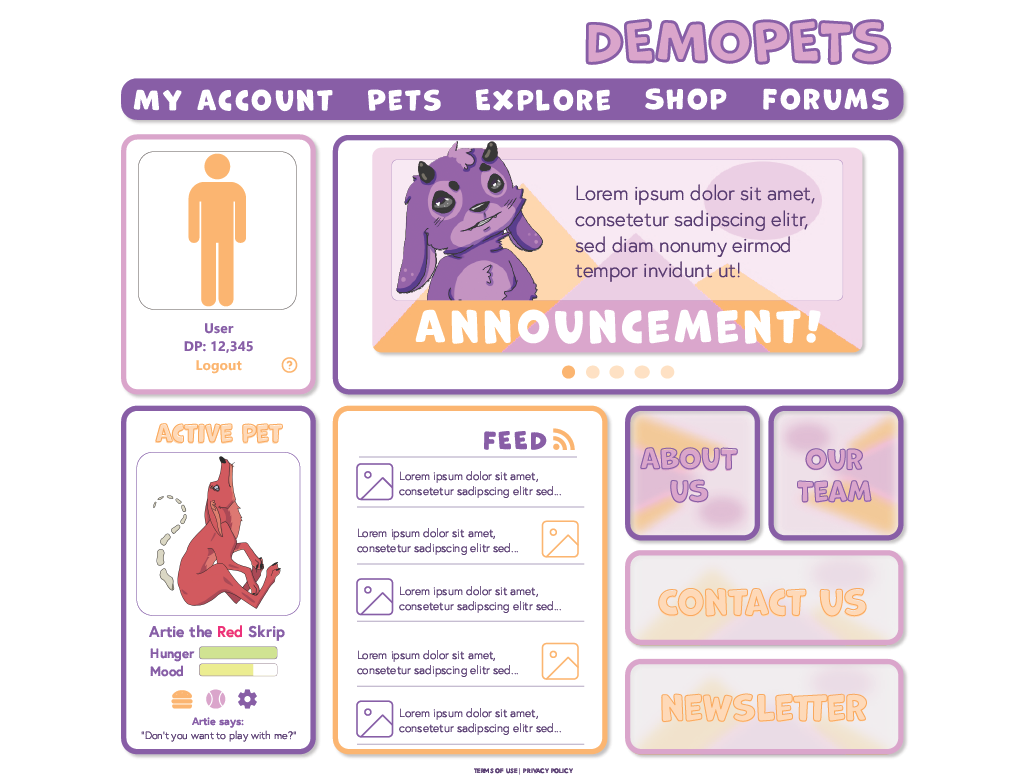 DEMOPETS
MY ACCOUNT PETS EXPLORE SHOP FORUMS
User
DP: 12,345
Logout
?
Lorem ipsum dolor sit amet,
consetetur sadipscing elitr,
sed diam nonumy eirmod
tempor invidunt ut!
ANNOUNCEMENT!
ACTIVE PET
Artie the Red Skrip
Hunger
Mood
Artie says:
"Don't you want to play with me?"
FEED
Lorem ipsum dolor sit amet,
consetetur sadipscing elitr sed...
Lorem ipsum dolor sit amet,
consetetur sadipscing elitr sed...
Lorem ipsum dolor sit amet,
consetetur sadipscing elitr sed...
Lorem ipsum dolor sit amet,
consetetur sadipscing elitr sed...
Lorem ipsum dolor sit amet,
consetetur sadipscing elitr sed...
ABOUT
US
OUR
TEAM
CONTACT US
NEWSLETTER
TERMS OF USE | PRIVACY POLICY